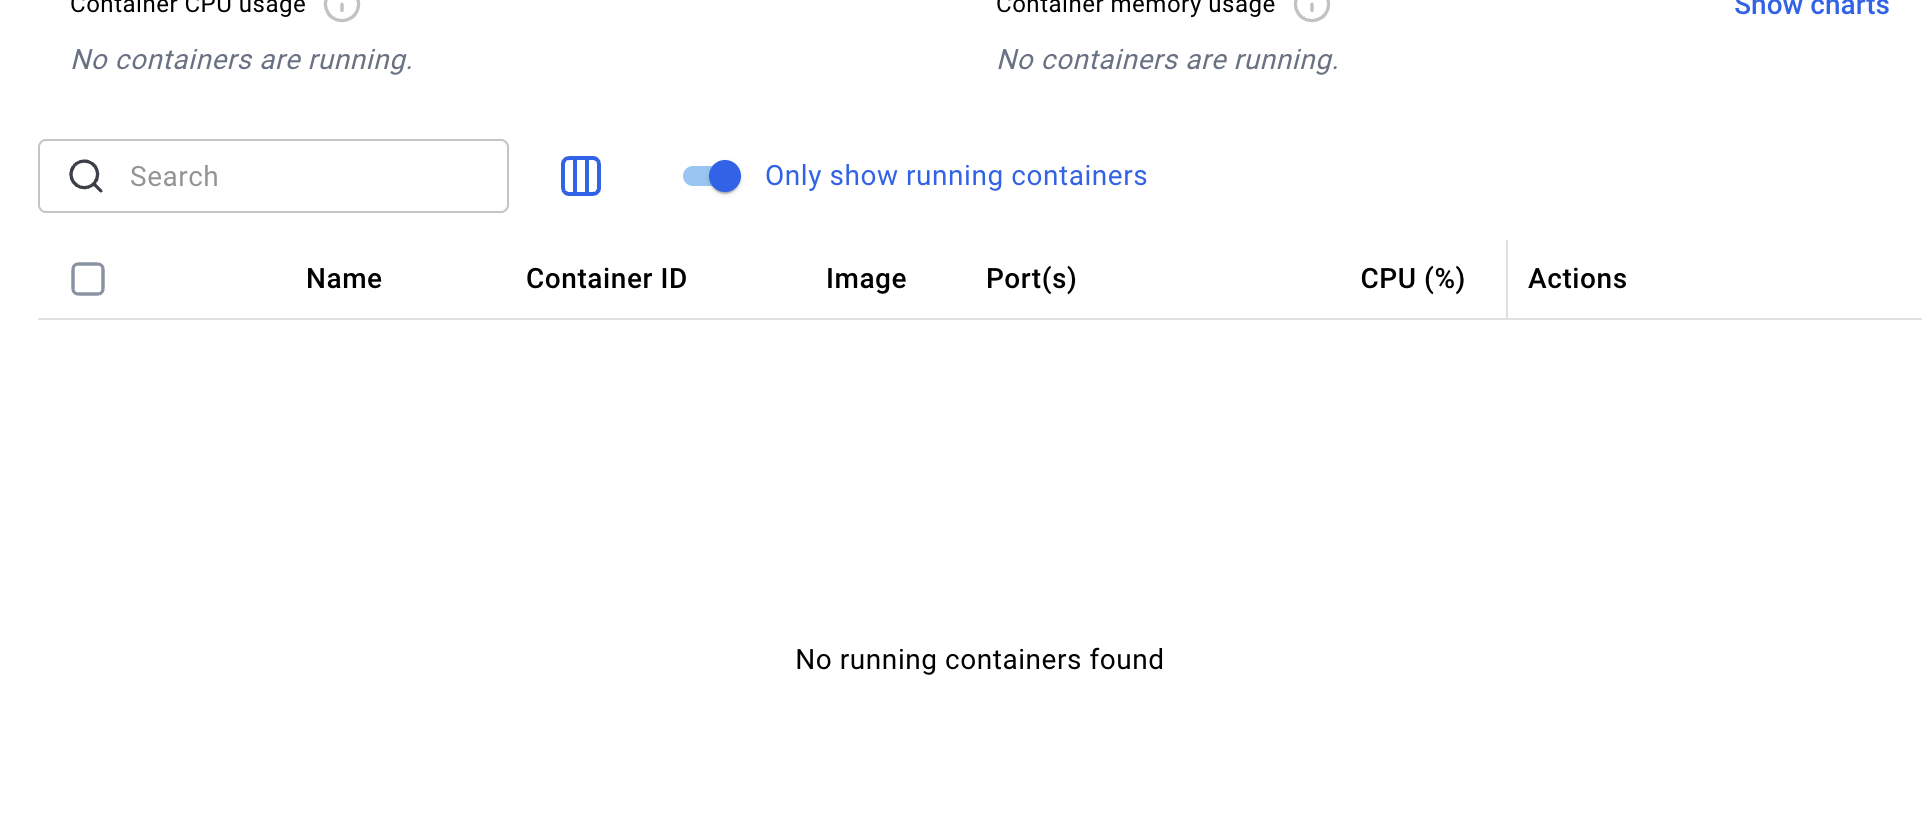 Container CPU usage
Container memory usage
Show charts
No containers are running.
No containers are running.
Search
Only show running containers
Name Container ID Image Port(s) CPU (%) Actions
No running containers found